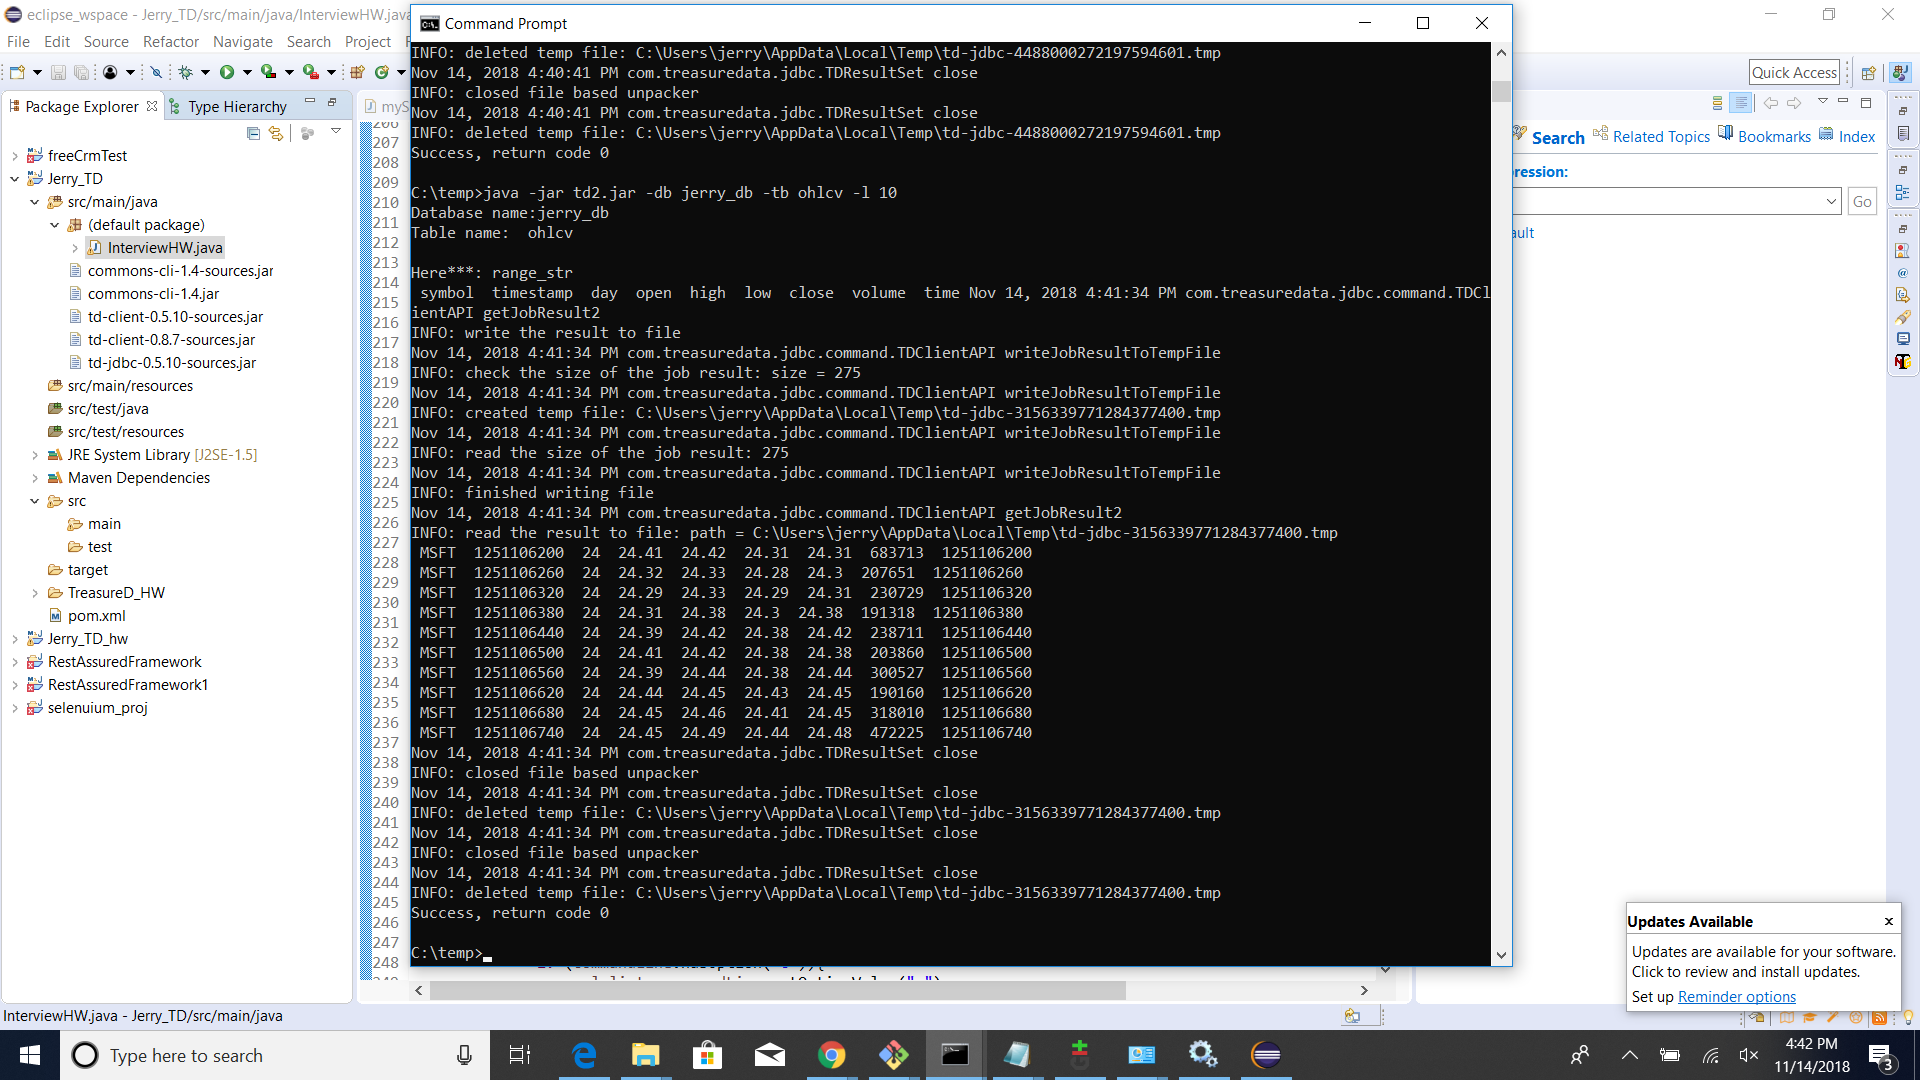 eclipse_wspace - Jerry_TD/src/main/java/InterviewHW.java
File Edit Source Refactor Navigate Search Project
Quick Access
Package Explorer
Type Hierarchy
freeCrmTest
Jerry_TD
src/main/java
(default package)
InterviewHW.java
commons-cli-1.4-sources.jar
commons-cli-1.4.jar
td-client-0.5.10-sources.jar
td-client-0.8.7-sources.jar
td-jdbc-0.5.10-sources.jar
src/main/resources
src/test/java
src/test/resources
JRE System Library [J2SE-1.5]
Maven Dependencies
src
main
test
target
TreasureD_HW
pom.xml
Jerry_TD_hw
RestAssuredFramework
RestAssuredFramework1
selenuium_proj
206
207
208
209
210
211
212
213
214
215
216
217
218
219
220
221
222
223
224
225
226
227
228
229
230
231
232
233
234
235
236
237
238
239
240
241
242
243
244
245
246
247
248
Command Prompt
INFO: deleted temp file: C:\Users\jerry\AppData\Local\Temp\td-jdbc-4488000272197594601.tmp
Nov 14, 2018 4:40:41 PM com.treasuredata.jdbc.TDResultSet close
INFO: closed file based unpacker
Nov 14, 2018 4:40:41 PM com.treasuredata.jdbc.TDResultSet close
INFO: deleted temp file: C:\Users\jerry\AppData\Local\Temp\td-jdbc-4488000272197594601.tmp
Success, return code 0
C:\temp>java -jar td2.jar -db jerry_db -tb ohlcv -l 10
Database name:jerry_db
Table name:  ohlcv
Here***: range_str
symbol  timestamp  day  open  high  low  close  volume  time Nov 14, 2018 4:41:34 PM com.treasuredata.jdbc.command.TDCl
ientAPI getJobResult2
INFO: write the result to file
Nov 14, 2018 4:41:34 PM com.treasuredata.jdbc.command.TDClientAPI writeJobResultToTempFile
INFO: check the size of the job result: size = 275
Nov 14, 2018 4:41:34 PM com.treasuredata.jdbc.command.TDClientAPI writeJobResultToTempFile
INFO: created temp file: C:\Users\jerry\AppData\Local\Temp\td-jdbc-3156339771284377400.tmp
Nov 14, 2018 4:41:34 PM com.treasuredata.jdbc.command.TDClientAPI writeJobResultToTempFile
INFO: read the size of the job result: 275
Nov 14, 2018 4:41:34 PM com.treasuredata.jdbc.command.TDClientAPI writeJobResultToTempFile
INFO: finished writing file
Nov 14, 2018 4:41:34 PM com.treasuredata.jdbc.command.TDClientAPI getJobResult2
INFO: read the result to file: path = C:\Users\jerry\AppData\Local\Temp\td-jdbc-3156339771284377400.tmp
MSFT  1251106200  24  24.41  24.42  24.31  24.31  683713  1251106200
MSFT  1251106260  24  24.32  24.33  24.28  24.3  207651  1251106260
MSFT  1251106320  24  24.29  24.33  24.29  24.31  230729  1251106320
MSFT  1251106380  24  24.31  24.38  24.3  24.38  191318  1251106380
MSFT  1251106440  24  24.39  24.42  24.38  24.42  238711  1251106440
MSFT  1251106500  24  24.41  24.42  24.38  24.38  203860  1251106500
MSFT  1251106560  24  24.39  24.44  24.38  24.44  300527  1251106560
MSFT  1251106620  24  24.44  24.45  24.43  24.45  190160  1251106620
MSFT  1251106680  24  24.45  24.46  24.41  24.45  318010  1251106680
MSFT  1251106740  24  24.45  24.49  24.44  24.48  472225  1251106740
Nov 14, 2018 4:41:34 PM com.treasuredata.jdbc.TDResultSet close
INFO: closed file based unpacker
Nov 14, 2018 4:41:34 PM com.treasuredata.jdbc.TDResultSet close
INFO: deleted temp file: C:\Users\jerry\AppData\Local\Temp\td-jdbc-3156339771284377400.tmp
Nov 14, 2018 4:41:34 PM com.treasuredata.jdbc.TDResultSet close
INFO: closed file based unpacker
Nov 14, 2018 4:41:34 PM com.treasuredata.jdbc.TDResultSet close
INFO: deleted temp file: C:\Users\jerry\AppData\Local\Temp\td-jdbc-3156339771284377400.tmp
Success, return code 0
C:\temp>
Search Related Topics Bookmarks Index
ression:
Go
ault
Updates Available
Updates are available for your software.
Click to review and install updates.
Set up Reminder options
InterviewHW.java - Jerry_TD/src/main/java
Type here to search
4:42 PM
11/14/2018
3